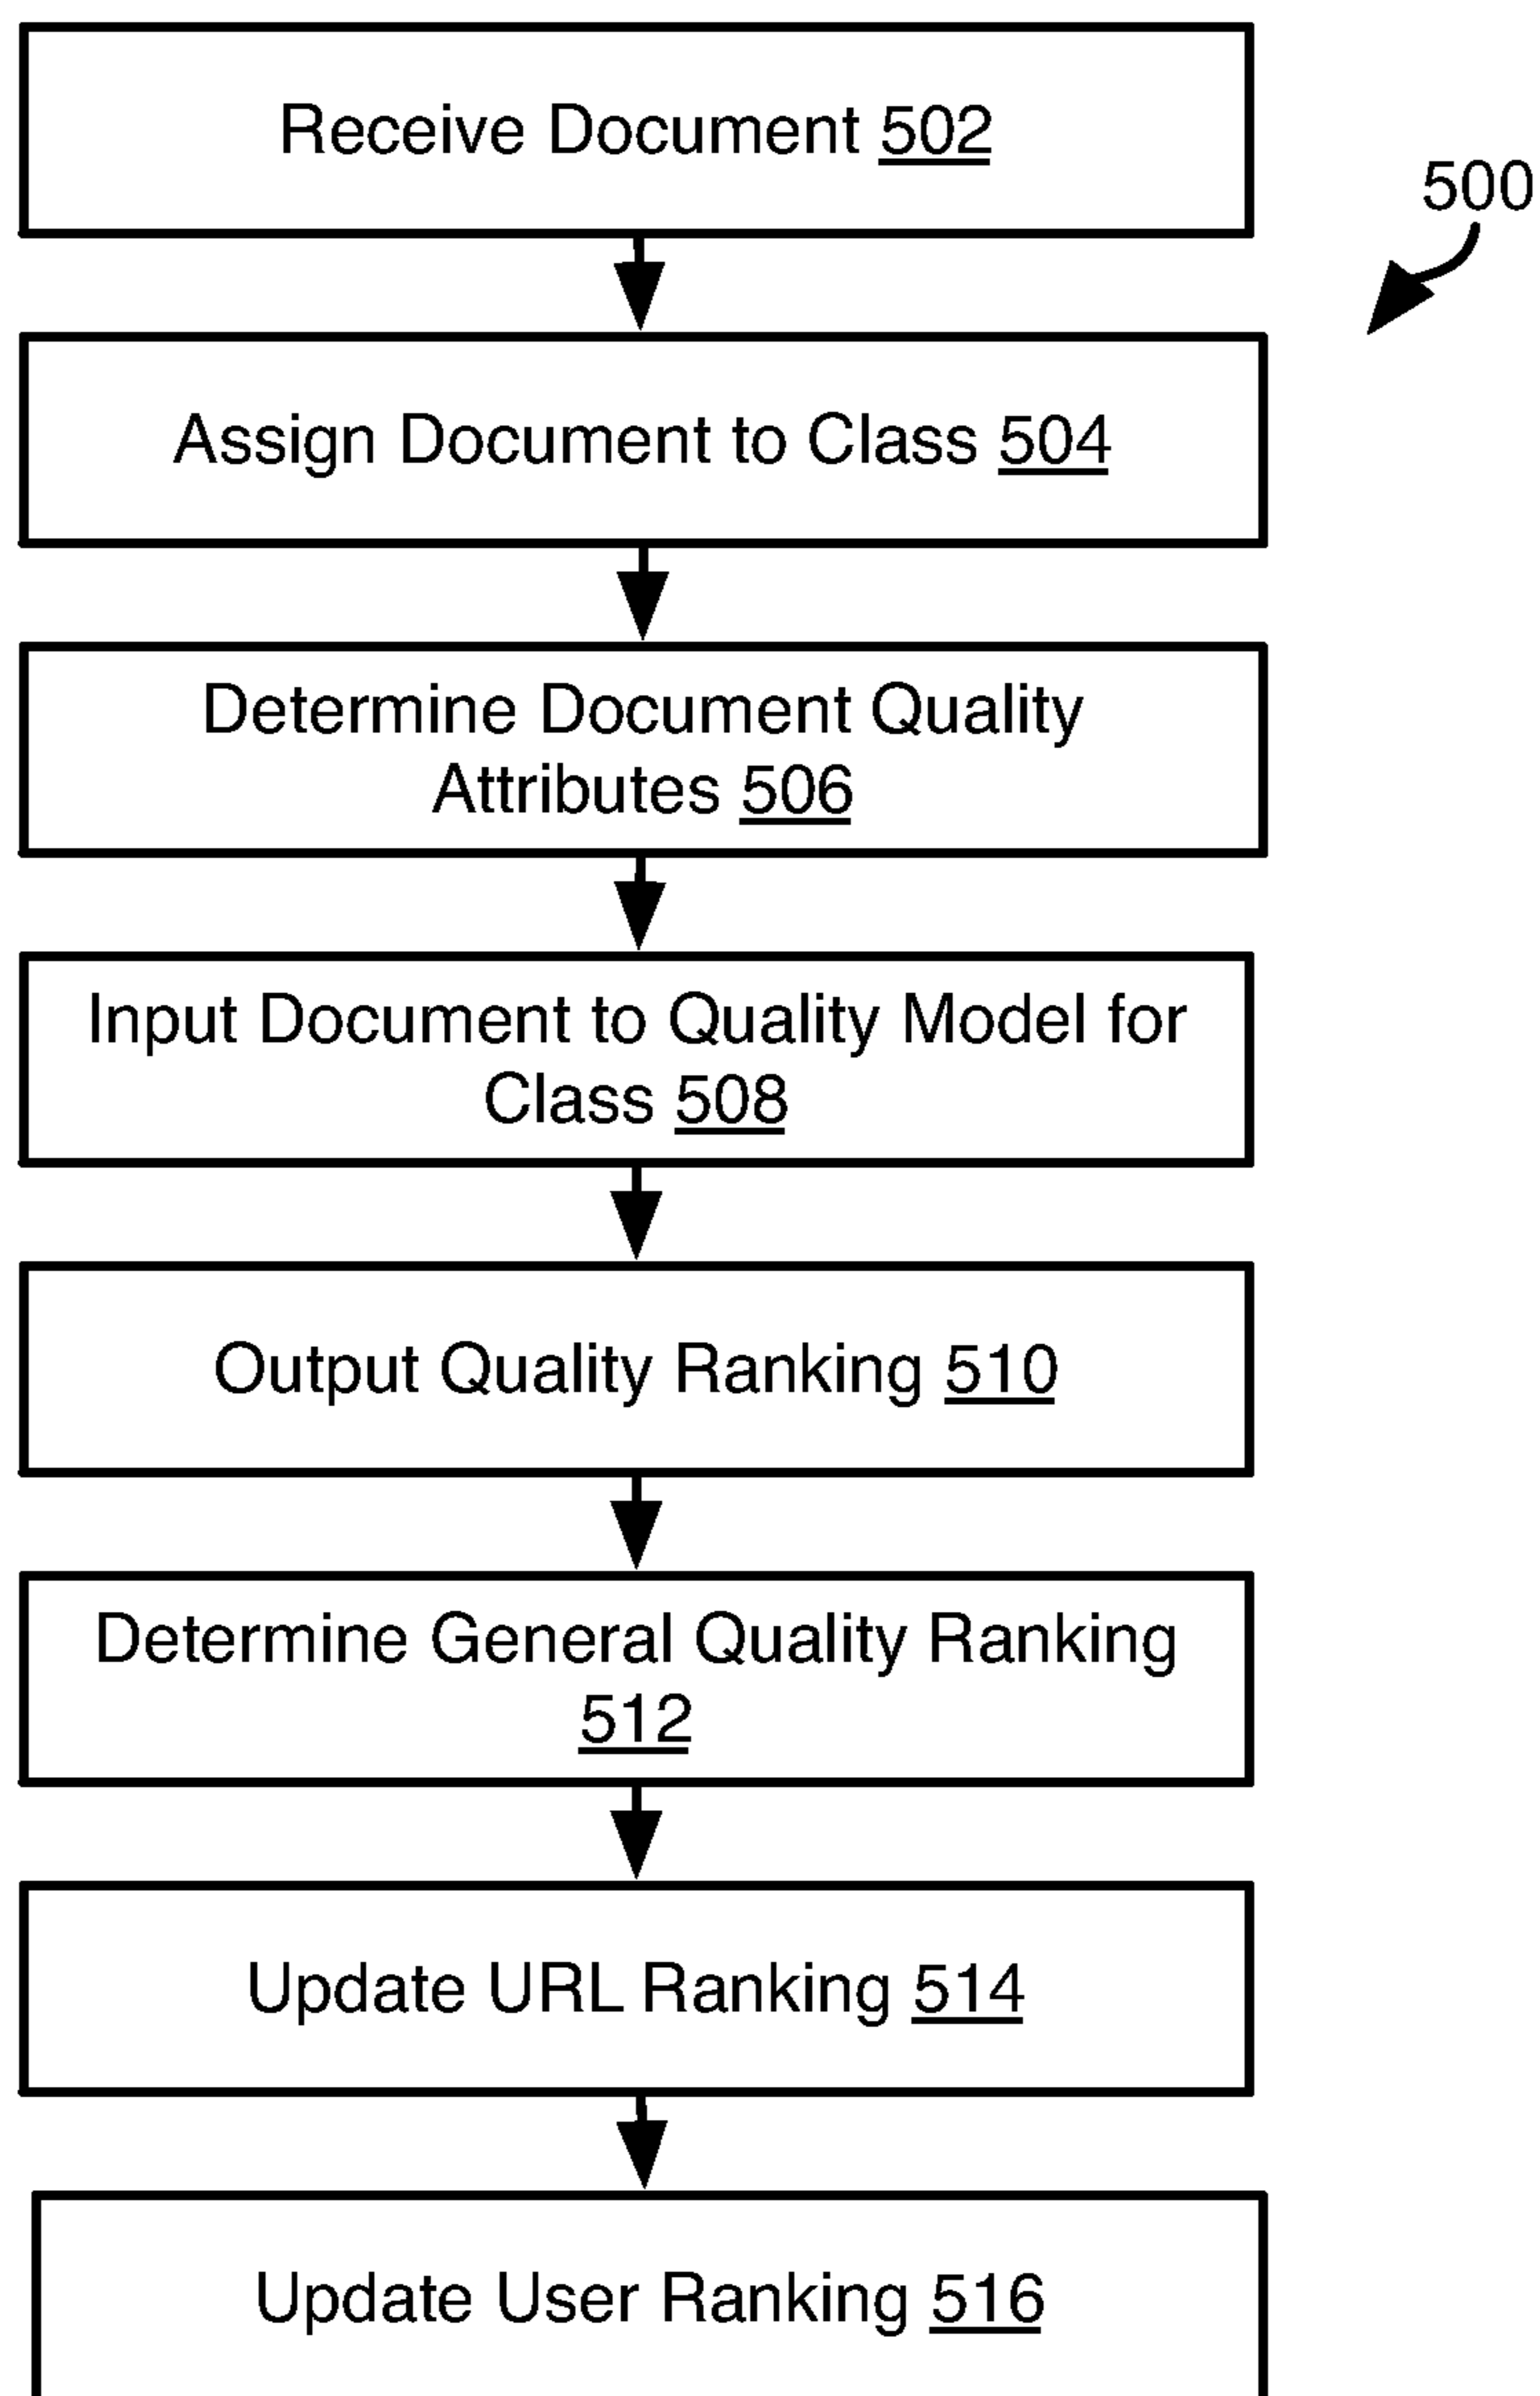 Receive Document 502
500
Assign Document to Class 504
Determine Document Quality
Attributes 506
Input Document to Quality Model for
Class 508
Output Quality Ranking 510
Determine General Quality Ranking
512
Update URL Ranking 514
Update User Ranking 516